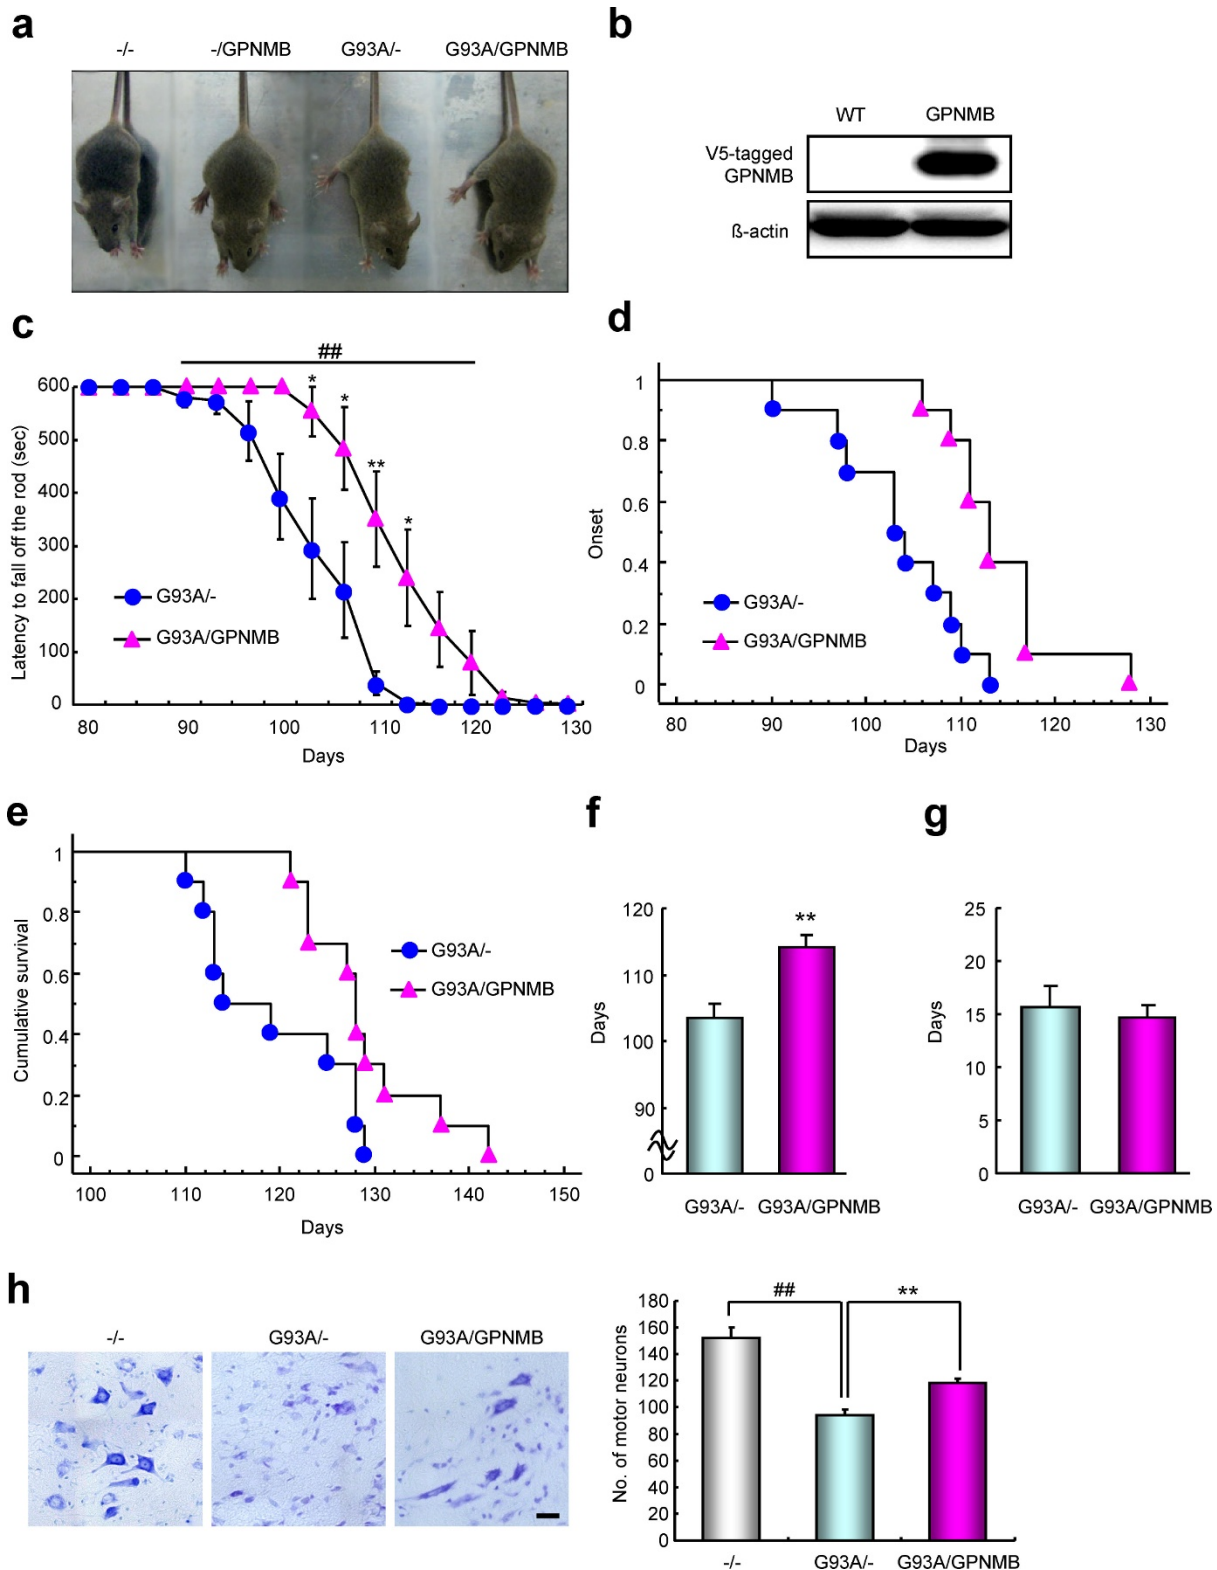 a
-/- -/GPNMB G93A/- G93A/GPNMB
b
WT GPNMB
V5-tagged
GPNMB
ß-actin
c
##
600
500
400
300
200
100
0
Latency to fall off the rod (sec)
* * ** *
G93A/-
G93A/GPNMB
80 90 100 110 120 130
Days
d
1
0.8
0.6
0.4
0.2
0
Onset
G93A/-
G93A/GPNMB
80 90 100 110 120 130
Days
e
1
0.8
0.6
0.4
0.2
0
Cumulative survival
G93A/-
G93A/GPNMB
100 110 120 130 140 150
Days
f
120
110
100
90
0
Days
**
G93A/- G93A/GPNMB
g
25
20
15
10
5
0
Days
G93A/- G93A/GPNMB
h
-/- G93A/- G93A/GPNMB
## **
180
160
140
120
100
80
60
40
20
0
No. of motor neurons
-/- G93A/- G93A/GPNMB